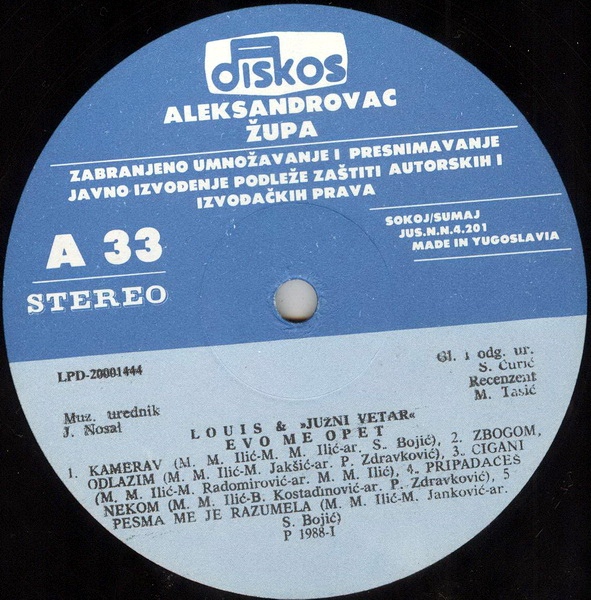 diskos
ALEKSANDROVAC
ŽUPA
ZABRANJENO UMNOŽAVANJE I PRESNIMAVANJE
JAVNO IZVOĐENJE PODLEŽE ZAŠTITI AUTORSKIH I
IZVOĐAČKIH PRAVA
SOKOJ/SUMAJ
JUS.N.N.4.201
MADE IN YUGOSLAVIA
A 33
STEREO
LPD-20001444
Gl. i odg. ur.
S. Ćurić
Recenzent
M. Tasić
Muz. urednik
J. Nosal
LOUIS & »JUžNI VETAR«
EVO ME OPET
1. KAMERAV (M. M. Ilić-M. M. Ilić-ar. S. Bojić), 2. ZBOGOM,
ODLAZIM (M. M. Ilić-M. Jakšić-ar. P. Zdravković), 3. CIGANI
(M. M. Ilić-M. Radomirović-ar. M. M. Ilić), 4. PRIPADAĆEŠ
NEKOM (M. M. Ilić-B. Kostadinović-ar. P. Zdravković), 5
PESMA ME JE RAZUMELA (M. M. Ilić-M. Janković-ar.
S. Bojić)
P 1988-I